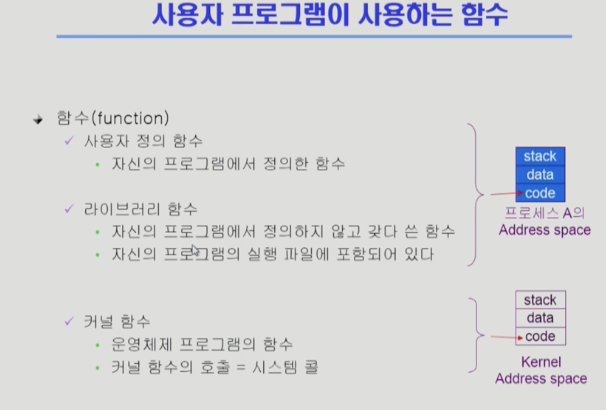 사용자 프로그램이 사용하는 함수
함수(function)
사용자 정의 함수
자신의 프로그램에서 정의한 함수
라이브러리 함수
자신의 프로그램에서 정의하지 않고 갖다 쓴 함수
자신의 프로그램의 실행 파일에 포함되어 있다
stack
data
code
프로세스 A의
Address space
커널 함수
운영체제 프로그램의 함수
커널 함수의 호출 = 시스템 콜
stack
data
code
Kernel
Address space